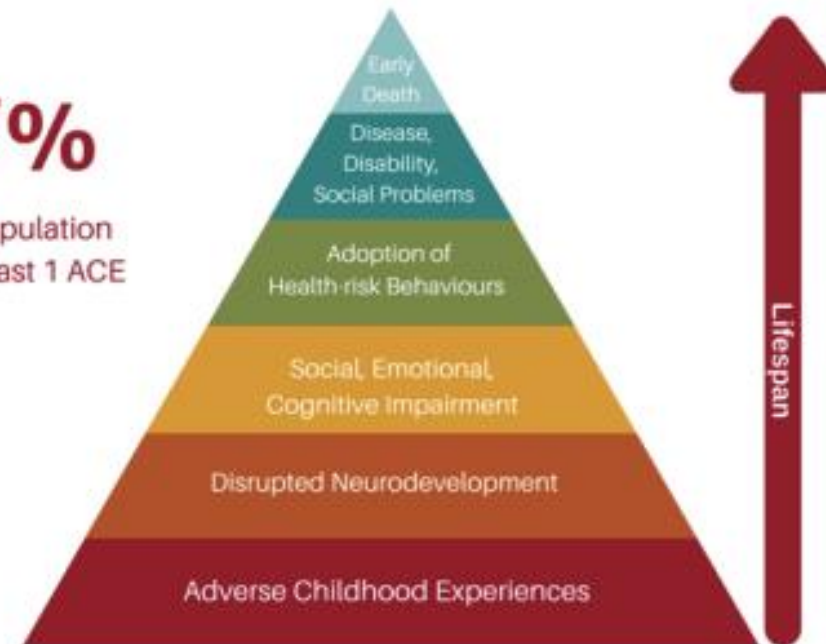 %
pulation
ast 1 ACE
Early
Death
Disease,
Disability,
Social Problems
Adoption of
Health-risk Behaviours
Social, Emotional,
Cognitive Impairment
Disrupted Neurodevelopment
Adverse Childhood Experiences
Lifespan